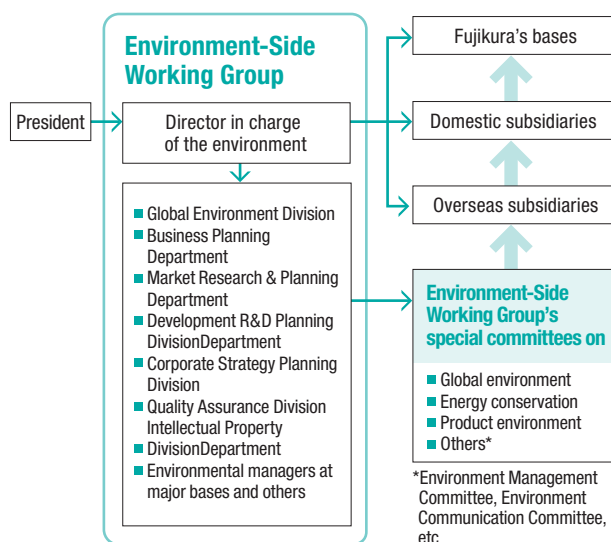 Environment-Side
Working Group
President
Director in charge
of the environment
Global Environment Division
Business Planning
Department
Market Research & Planning
Department
Development R&D Planning
DivisionDepartment
Corporate Strategy Planning
Division
Quality Assurance Division
Intellectual Property
DivisionDepartment
Environmental managers at
major bases and others
Fujikura's bases
Domestic subsidiaries
Overseas subsidiaries
Environment-Side
Working Group's
special committees on
Global environment
Energy conservation
Product environment
Others*
*Environment Management
Committee, Environment
Communication Committee,
etc